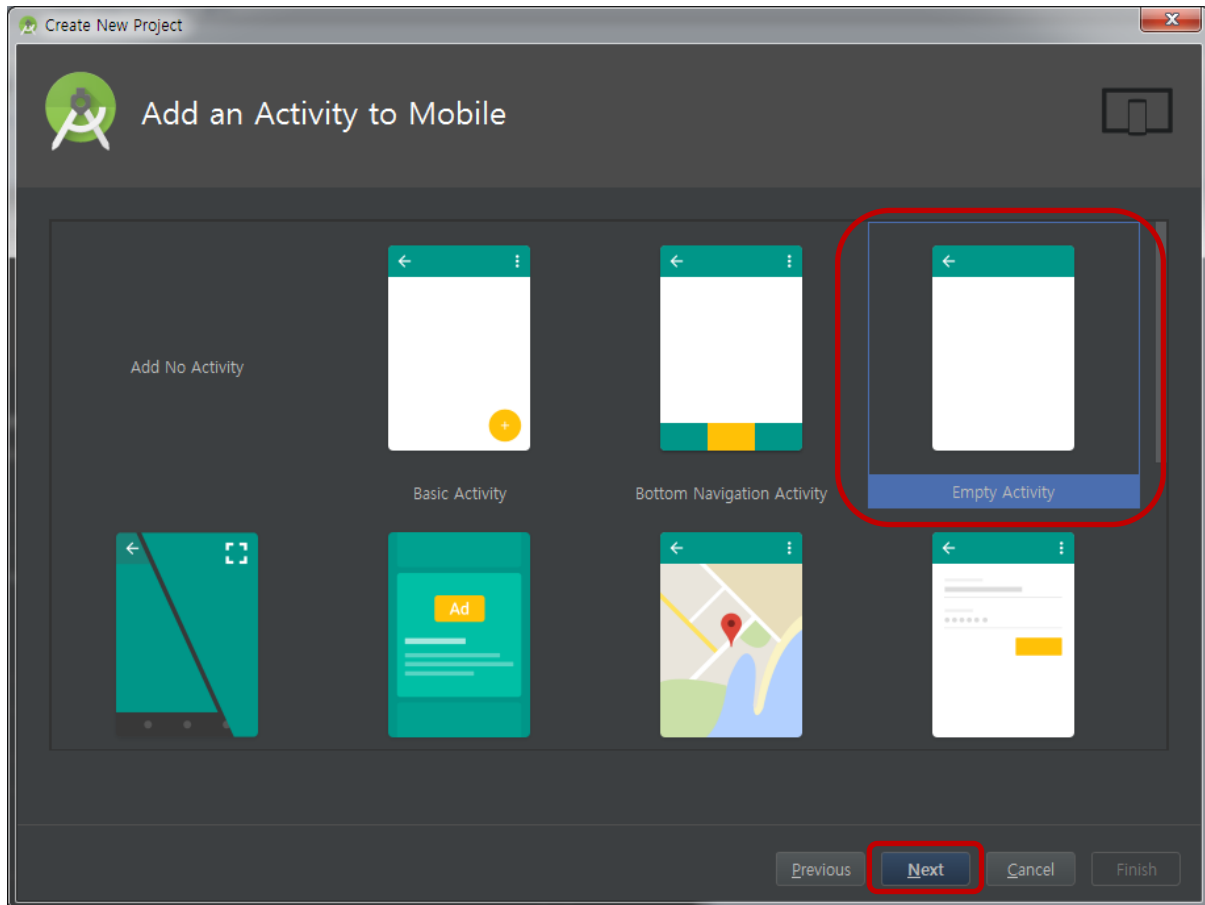 Create New Project
Add an Activity to Mobile
Add No Activity
Basic Activity
Bottom Navigation Activity
Empty Activity
Ad
Previous
Next
Cancel
Finish